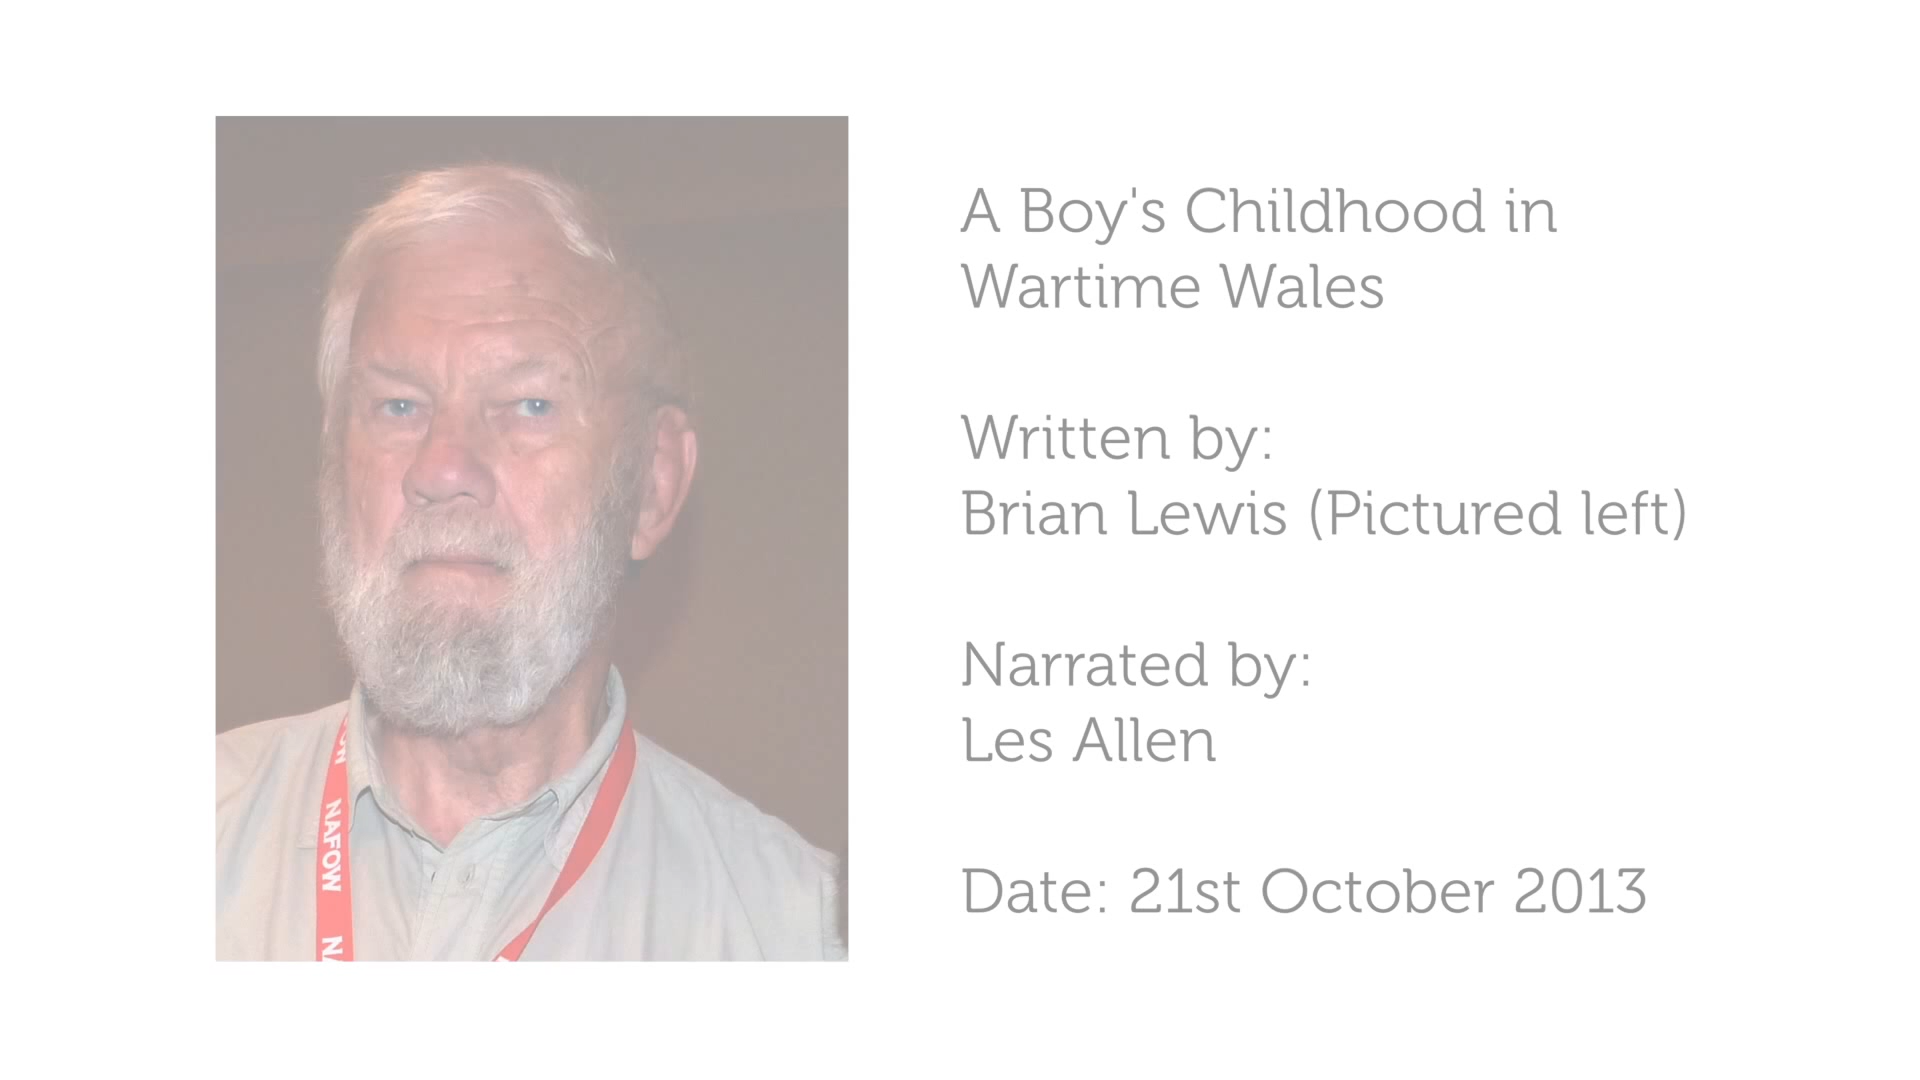 A Boy's Childhood in
Wartime Wales
Written by:
Brian Lewis (Pictured left)
Narrated by:
Les Allen
Date: 21st October 2013
NAFOW